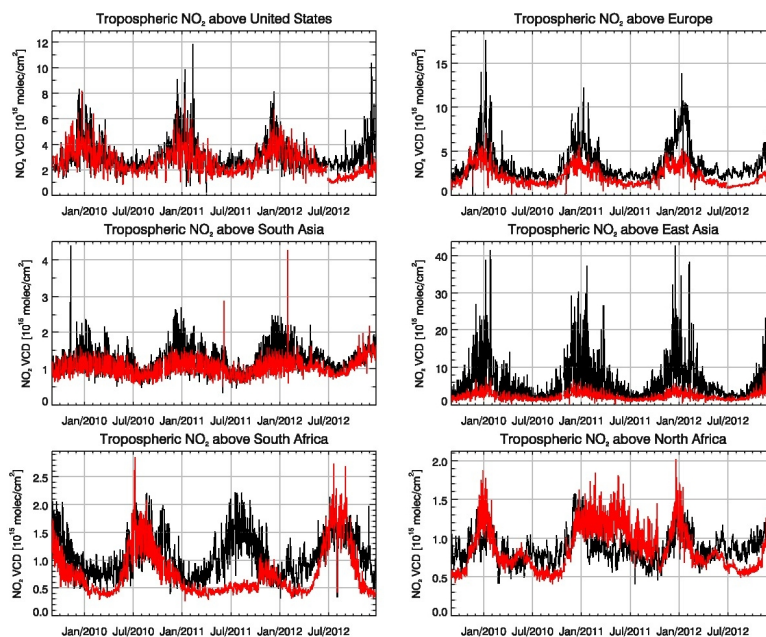 Tropospheric NO₂ above United States
NO₂ VCD [10¹⁵ molec/cm²]
12
10
8
6
4
2
0
Jan/2010 Jul/2010 Jan/2011 Jul/2011 Jan/2012 Jul/2012
Tropospheric NO₂ above Europe
NO₂ VCD [10¹⁵ molec/cm²]
15
10
5
0
Jan/2010 Jul/2010 Jan/2011 Jul/2011 Jan/2012 Jul/2012
Tropospheric NO₂ above South Asia
NO₂ VCD [10¹⁵ molec/cm²]
4
3
2
1
0
Jan/2010 Jul/2010 Jan/2011 Jul/2011 Jan/2012 Jul/2012
Tropospheric NO₂ above East Asia
NO₂ VCD [10¹⁵ molec/cm²]
40
30
20
10
0
Jan/2010 Jul/2010 Jan/2011 Jul/2011 Jan/2012 Jul/2012
Tropospheric NO₂ above South Africa
NO₂ VCD [10¹⁵ molec/cm²]
2.5
2.0
1.5
1.0
0.5
0.0
Jan/2010 Jul/2010 Jan/2011 Jul/2011 Jan/2012 Jul/2012
Tropospheric NO₂ above North Africa
NO₂ VCD [10¹⁵ molec/cm²]
2.0
1.5
1.0
0.5
0.0
Jan/2010 Jul/2010 Jan/2011 Jul/2011 Jan/2012 Jul/2012